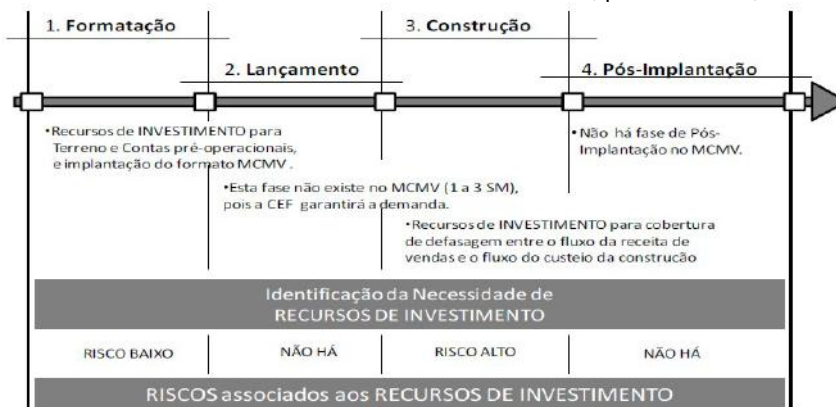 1. Formatação
3. Construção
2. Lançamento
4. Pós-Implantação
•Recursos de INVESTIMENTO para
Terreno e Contas pré-operacionais,
e implantação do formato MCMV.
•Não há fase de Pós-
Implantação no MCMV.
•Esta fase não existe no MCMV (1 a 3 SM),
pois a CEF garantirá a demanda.
•Recursos de INVESTIMENTO para cobertura
de defasagem entre o fluxo da receita de
vendas e o fluxo do custeio da construcão
Identificação da Necessidade de
RECURSOS DE INVESTIMENTO
RISCO BAIXO NÃO HÁ RISCO ALTO NÃO HÁ
RISCOS associados aos RECURSOS DE INVESTIMENTO